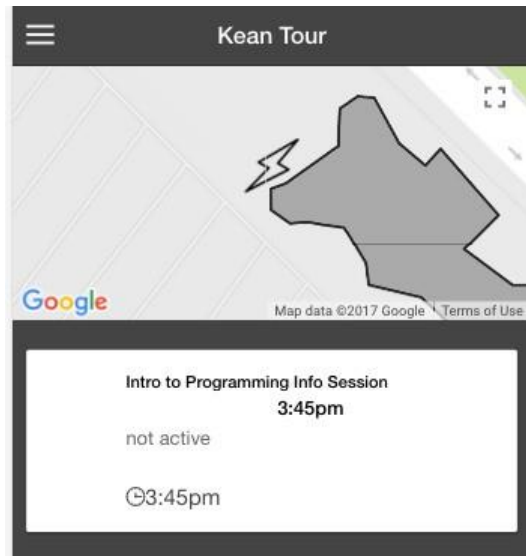 Kean Tour
Google
Map data ©2017 Google
Terms of Use
Intro to Programming Info Session
3:45pm
not active
3:45pm